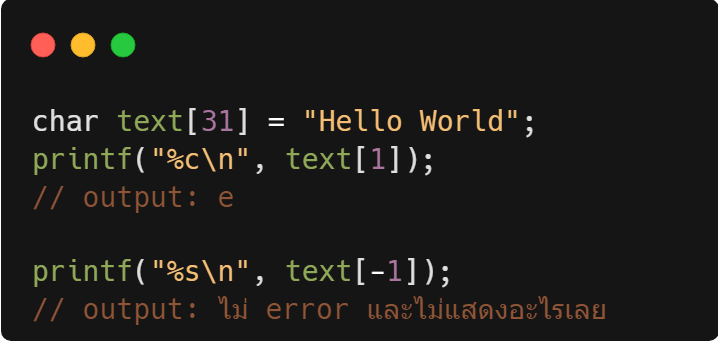 char text[31] = "Hello World";
printf("%c\n", text[1]);
// output: e
printf("%s\n", text[-1]);
// output: ไม่ error และไม่แสดงอะไรเลย